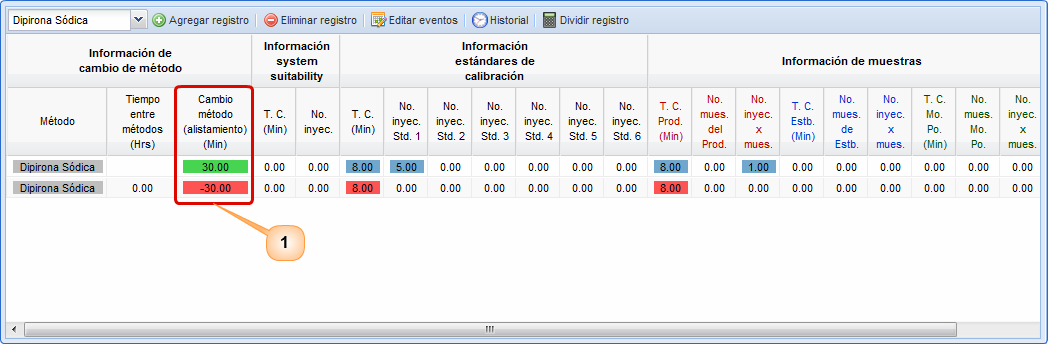 Dipirona Sódica Agregar registro Eliminar registro Editar eventos Historial Dividir registro
Información de
cambio de método
Información
system
suitability
Información
estándares de
calibración
Información de muestras
Método
Tiempo
entre
métodos
(Hrs)
Cambio
método
(alistamiento)
(Min)
T. C.
(Min)
No.
inyec.
T. C.
(Min)
No.
inyec.
Std. 1
No.
inyec.
Std. 2
No.
inyec.
Std. 3
No.
inyec.
Std. 4
No.
inyec.
Std. 5
No.
inyec.
Std. 6
T. C.
Prod.
(Min)
No.
mues.
del
Prod.
No.
inyec.
x
mues.
T. C.
Estb.
(Min)
No.
mues.
de
Estb.
No.
inyec.
x
mues.
T. C.
Mo.
Po.
(Min)
No.
mues.
Mo.
Po.
No.
inyec.
x
mues.
Dipirona Sódica 30.00 0.00 0.00 8.00 5.00 0.00 0.00 0.00 0.00 0.00 8.00 0.00 1.00 0.00 0.00 0.00 0.00 0.00 0.00
Dipirona Sódica 0.00 -30.00 0.00 0.00 8.00 0.00 0.00 0.00 0.00 0.00 0.00 8.00 0.00 0.00 0.00 0.00 0.00 0.00 0.00 0.00
1